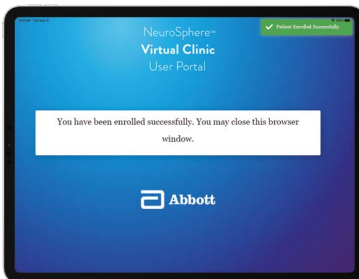 Patient Enrolled Successfully.
NeuroSphere™
Virtual Clinic
User Portal
You have been enrolled successfully. You may close this browser
window.
Abbott